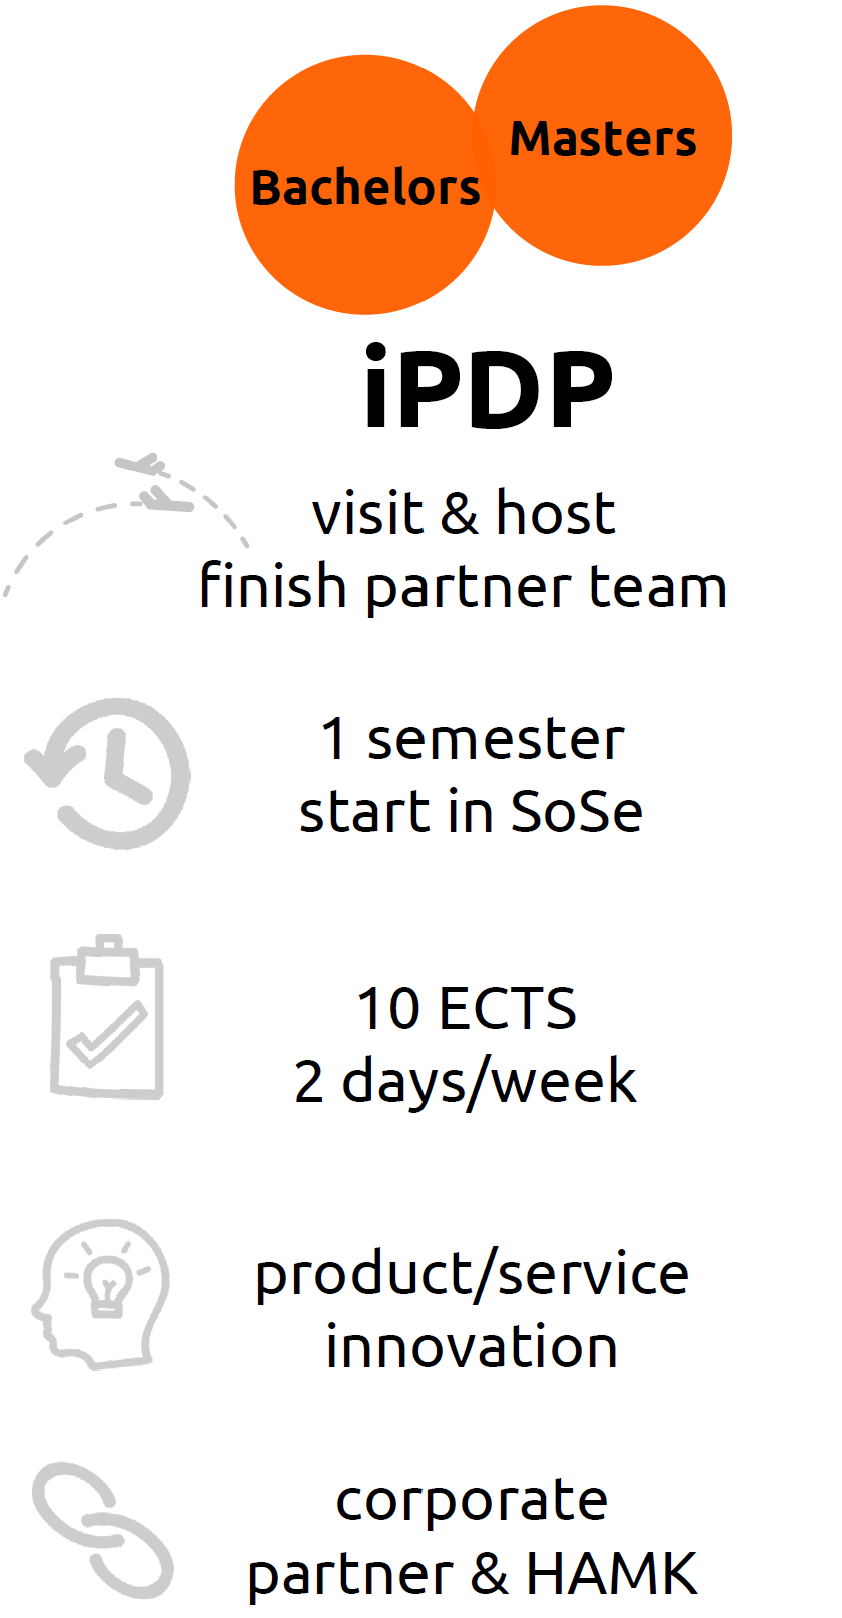 Masters
Bachelors
iPDP
visit & host
finish partner team
1 semester
start in SoSe
10 ECTS
2 days/week
product/service
innovation
corporate
partner & HAMK